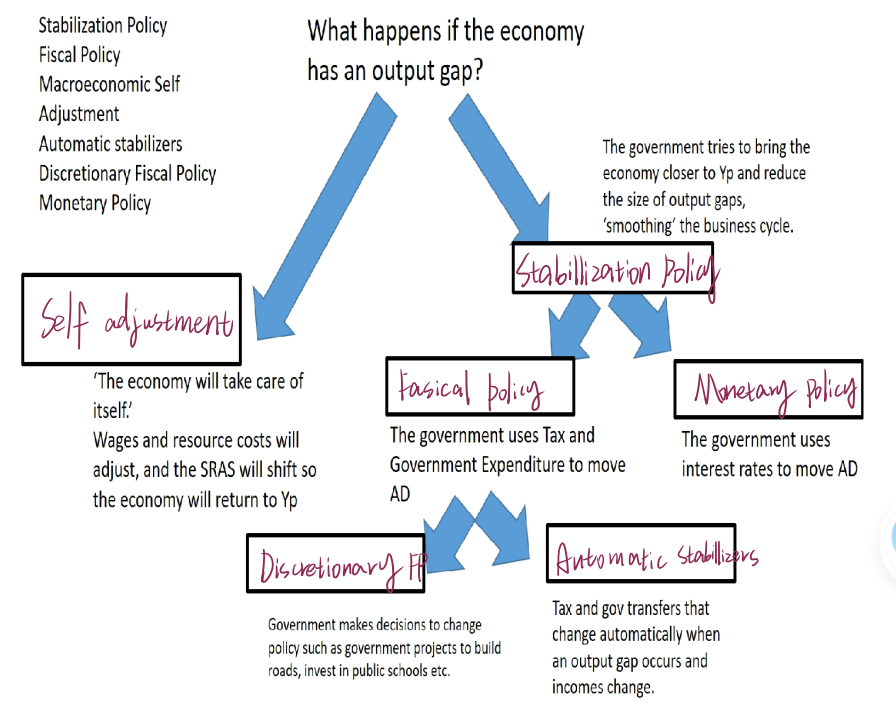 Stabilization Policy
Fiscal Policy
Macroeconomic Self
Adjustment
Automatic stabilizers
Discretionary Fiscal Policy
Monetary Policy
What happens if the economy
has an output gap?
The government tries to bring the
economy closer to Yp and reduce
the size of output gaps,
‘smoothing’ the business cycle.
Stabillization policy
Self adjustment
‘The economy will take care of
itself.’
Wages and resource costs will
adjust, and the SRAS will shift so
the economy will return to Yp
Fasical policy
The government uses Tax and
Government Expenditure to move
AD
Monetary policy
The government uses
interest rates to move AD
Discretionary FP
Government makes decisions to change
policy such as government projects to build
roads, invest in public schools etc.
Automatic stabillizers
Tax and gov transfers that
change automatically when
an output gap occurs and
incomes change.